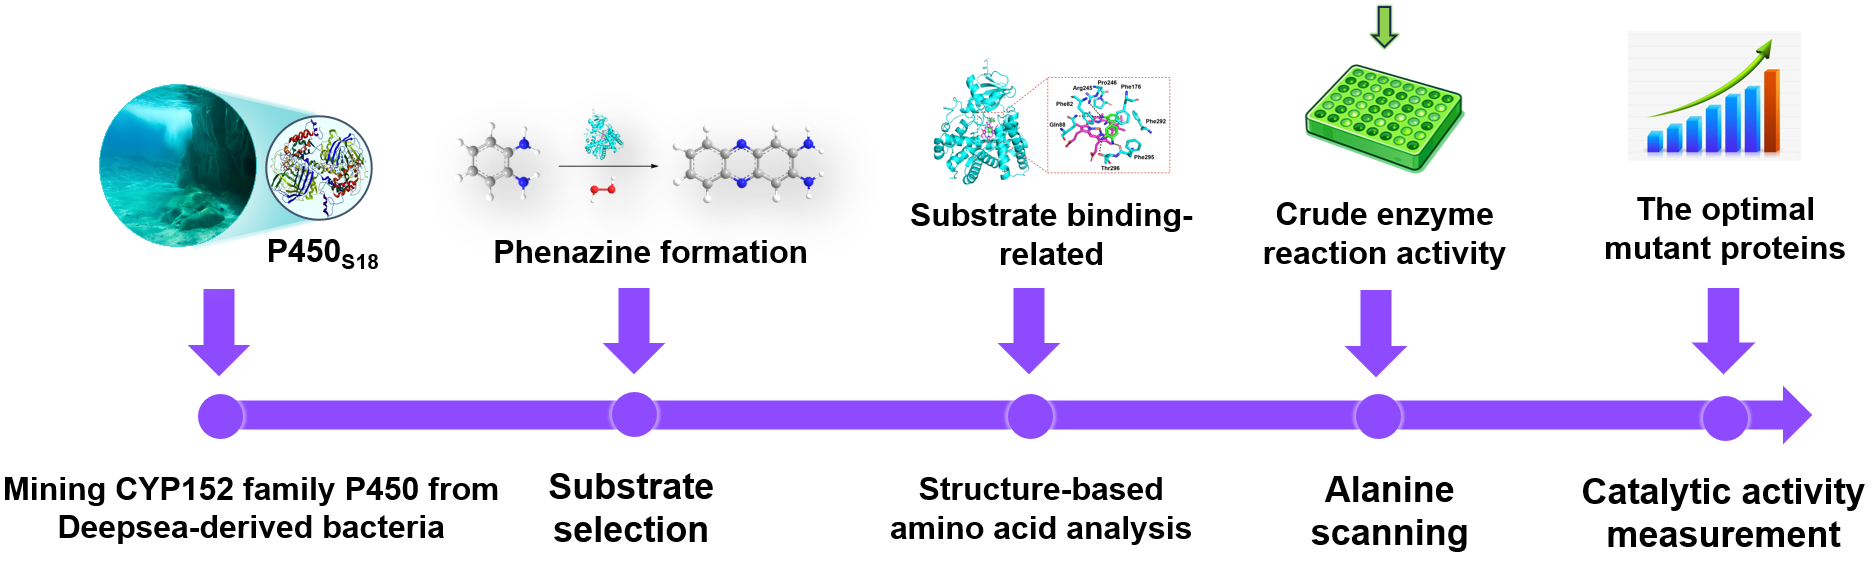 Pro246
Arg245
Phe176
Phe82
Gln88
Phe292
Phe295
Thr296
P450S18
Phenazine formation
Substrate binding-
related
Crude enzyme
reaction activity
The optimal
mutant proteins
Mining CYP152 family P450 from
Deepsea-derived bacteria
Substrate
selection
Structure-based
amino acid analysis
Alanine
scanning
Catalytic activity
measurement